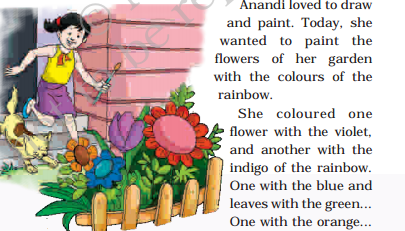 Anandi loved to draw
and paint. Today, she
wanted to paint the
flowers of her garden
with the colours of the
rainbow.
She coloured one
flower with the violet,
and another with the
indigo of the rainbow.
One with the blue and
leaves with the green...
One with the orange...